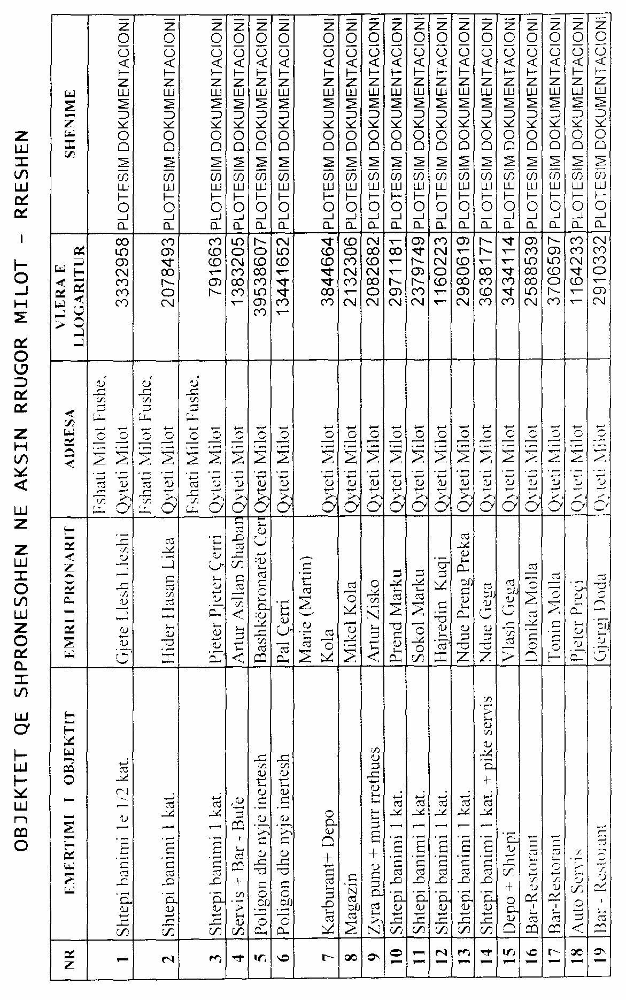 OBJEKTET QE SHPRONESOHEN NE AKSIN RRUGOR MILOT - RRESHEN
NR EMERTIMI I OBJEKTIT EMRI I PRONARIT ADRESA VLERA E LLOGARITUR SHENIME
1 Shtepi banimi 1e 1/2 kat. Gjete Llesh Lleshi Fshati Milot Fushe, Qyteti Milot 3332958 PLOTESIM DOKUMENTACIONI
2 Shtepi banimi 1 kat. Hider Hasan Lika Fshati Milot Fushe, Qyteti Milot 2078493 PLOTESIM DOKUMENTACIONI
3 Shtepi banimi 1 kat. Pjeter Pjeter Çerri Fshati Milot Fushe, Qyteti Milot 791663 PLOTESIM DOKUMENTACIONI
4 Servis + Bar - Bufe Artur Asllan Shaban Qyteti Milot 1383205 PLOTESIM DOKUMENTACIONI
5 Poligon dhe nyje inertesh Bashkëpronarët Cerr Qyteti Milot 39538607 PLOTESIM DOKUMENTACIONI
6 Poligon dhe nyje inertesh Pal Çerri Qyteti Milot 13441652 PLOTESIM DOKUMENTACIONI
7 Karburant+ Depo Marie (Martin) Kola Qyteti Milot 3844664 PLOTESIM DOKUMENTACIONI
8 Magazin Mikel Kola Qyteti Milot 2132306 PLOTESIM DOKUMENTACIONI
9 Zyra pune + murr rrethues Artur Zisko Qyteti Milot 2082682 PLOTESIM DOKUMENTACIONI
10 Shtepi banimi 1 kat. Prend Marku Qyteti Milot 2971181 PLOTESIM DOKUMENTACIONI
11 Shtepi banimi 1 kat. Sokol Marku Qyteti Milot 2379749 PLOTESIM DOKUMENTACIONI
12 Shtepi banimi 1 kat. Hajredin Kuqi Qyteti Milot 1160223 PLOTESIM DOKUMENTACIONI
13 Shtepi banimi 1 kat. Ndue Preng Preka Qyteti Milot 2980619 PLOTESIM DOKUMENTACIONI
14 Shtepi banimi 1 kat. + pike servis Ndue Gega Qyteti Milot 3638177 PLOTESIM DOKUMENTACIONI
15 Depo + Shtepi Vlash Gega Qyteti Milot 3434114 PLOTESIM DOKUMENTACIONI
16 Bar-Restorant Donika Molla Qyteti Milot 2588539 PLOTESIM DOKUMENTACIONI
17 Bar-Restorant Tonin Molla Qyteti Milot 3706597 PLOTESIM DOKUMENTACIONI
18 Auto Servis Pjeter Preçi Qyteti Milot 1164233 PLOTESIM DOKUMENTACIONI
19 Bar - Restorant Gjergj Doda Qyteti Milot 2910332 PLOTESIM DOKUMENTACIONI